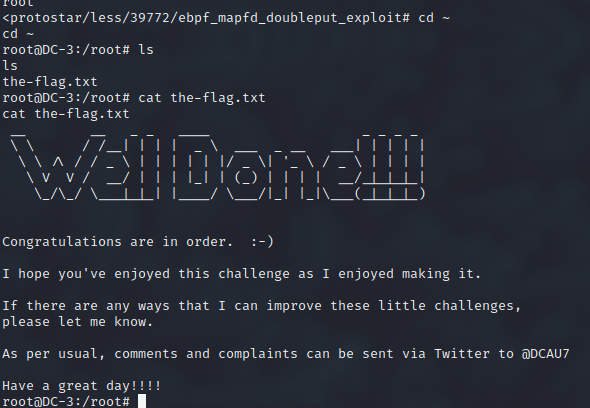 root
<protostar/less/39772/ebpf_mapfd_doubleput_exploit# cd ~
cd ~
root@DC-3:/root# ls
ls
the-flag.txt
root@DC-3:/root# cat the-flag.txt
cat the-flag.txt
Well Done!!!!
Congratulations are in order.  :-)
I hope you've enjoyed this challenge as I enjoyed making it.
If there are any ways that I can improve these little challenges,
please let me know.
As per usual, comments and complaints can be sent via Twitter to @DCAU7
Have a great day!!!!
root@DC-3:/root#